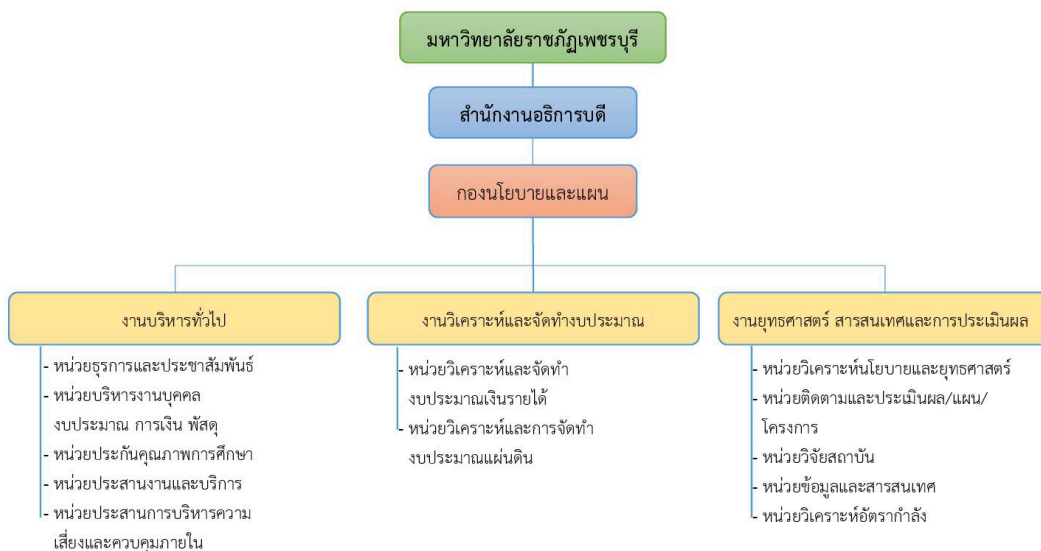 มหาวิทยาลัยราชภัฏเพชรบุรี
สำนักงานอธิการบดี
กองนโยบายและแผน
งานบริหารทั่วไป
- หน่วยธุรการและประชาสัมพันธ์
- หน่วยบริหารงานบุคคล
งบประมาณ การเงิน พัสดุ
- หน่วยประกันคุณภาพการศึกษา
- หน่วยประสานงานและบริการ
- หน่วยประสานการบริหารความ
เสี่ยงและควบคุมภายใน
งานวิเคราะห์และจัดทำงบประมาณ
- หน่วยวิเคราะห์และจัดทำ
งบประมาณเงินรายได้
- หน่วยวิเคราะห์และการจัดทำ
งบประมาณแผ่นดิน
งานยุทธศาสตร์ สารสนเทศและการประเมินผล
- หน่วยวิเคราะห์นโยบายและยุทธศาสตร์
- หน่วยติดตามและประเมินผล/แผน/
โครงการ
- หน่วยวิจัยสถาบัน
- หน่วยข้อมูลและสารสนเทศ
- หน่วยวิเคราะห์อัตรากำลัง